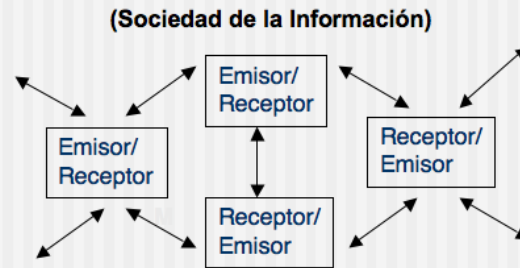 (Sociedad de la Información)
Emisor/
Receptor
Emisor/
Receptor
Receptor/
Emisor
Receptor/
Emisor